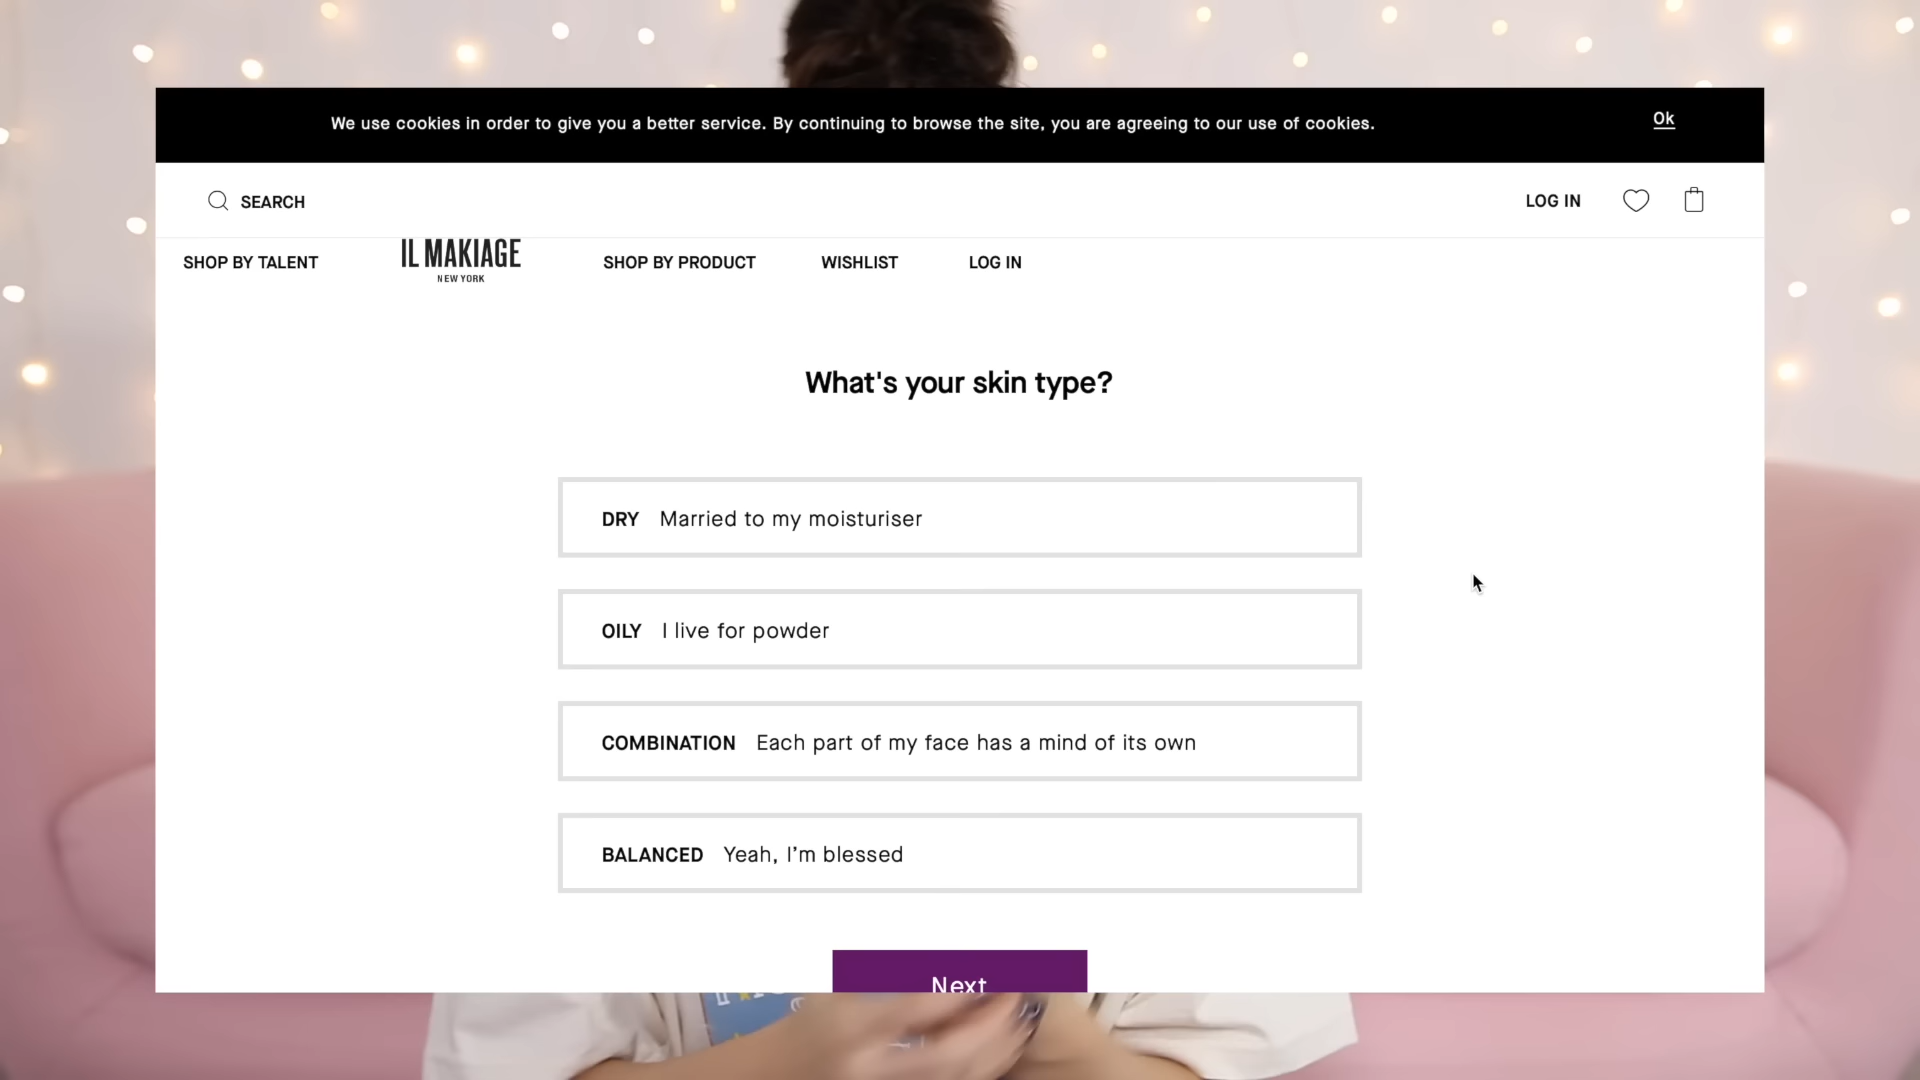 We use cookies in order to give you a better service. By continuing to browse the site, you are agreeing to our use of cookies.
Ok
SEARCH
LOG IN
SHOP BY TALENT
IL MAKIAGE
NEW YORK
SHOP BY PRODUCT
WISHLIST
LOG IN
What's your skin type?
DRY Married to my moisturiser
OILY I live for powder
COMBINATION Each part of my face has a mind of its own
BALANCED Yeah, I'm blessed
Next